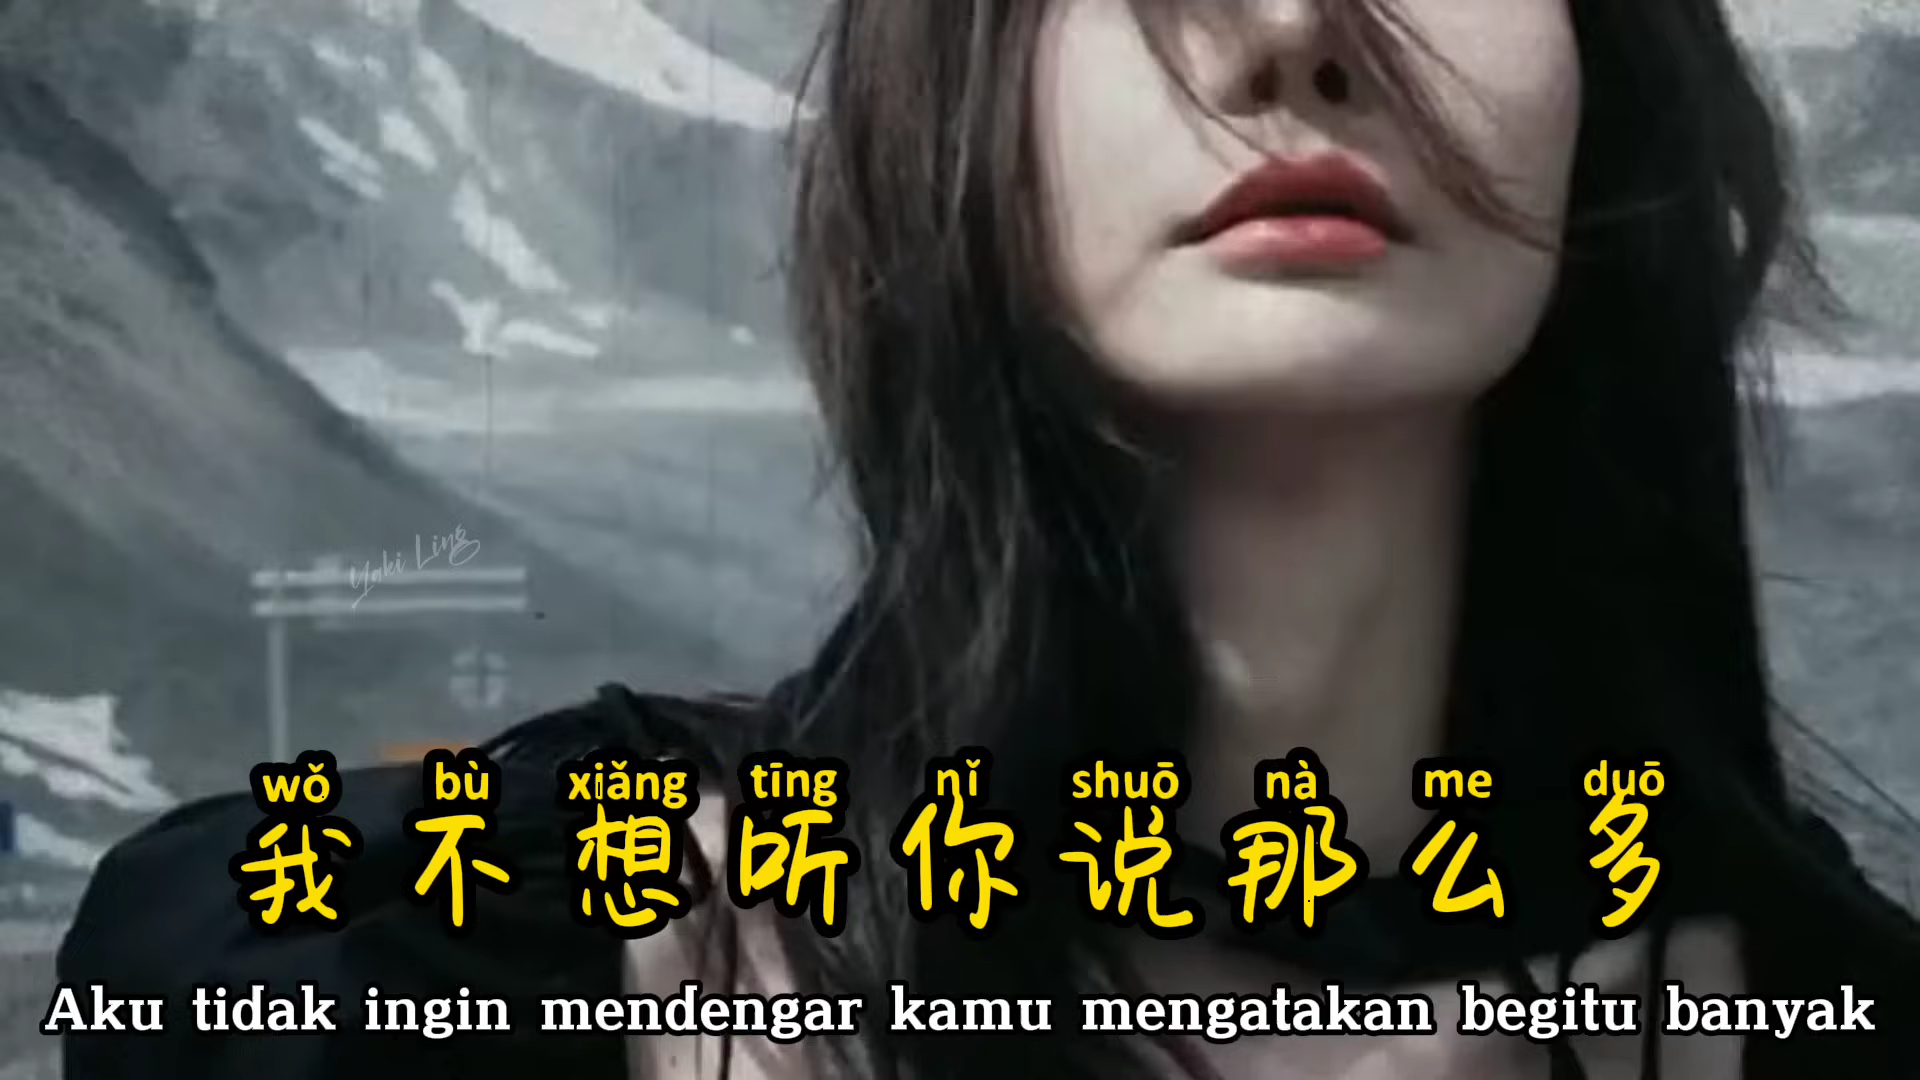 Yaki Ling
wǒ bù xiǎng tīng nǐ shuō nà me duō
我 不 想 听 你 说 那 么 多
Aku tidak ingin mendengar kamu mengatakan begitu banyak